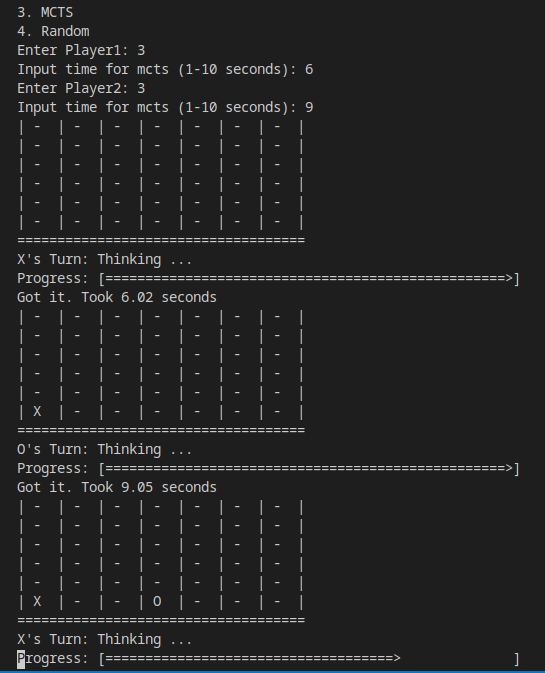 3. MCTS
4. Random
Enter Player1: 3
Input time for mcts (1-10 seconds): 6
Enter Player2: 3
Input time for mcts (1-10 seconds): 9
| -  | -  | -  | -  | -  | -  | -  |
| -  | -  | -  | -  | -  | -  | -  |
| -  | -  | -  | -  | -  | -  | -  |
| -  | -  | -  | -  | -  | -  | -  |
| -  | -  | -  | -  | -  | -  | -  |
| -  | -  | -  | -  | -  | -  | -  |
====================================
X's Turn: Thinking ...
Progress: [==================================================>]
Got it. Took 6.02 seconds
| -  | -  | -  | -  | -  | -  | -  |
| -  | -  | -  | -  | -  | -  | -  |
| -  | -  | -  | -  | -  | -  | -  |
| -  | -  | -  | -  | -  | -  | -  |
| -  | -  | -  | -  | -  | -  | -  |
| X  | -  | -  | -  | -  | -  | -  |
====================================
O's Turn: Thinking ...
Progress: [==================================================>]
Got it. Took 9.05 seconds
| -  | -  | -  | -  | -  | -  | -  |
| -  | -  | -  | -  | -  | -  | -  |
| -  | -  | -  | -  | -  | -  | -  |
| -  | -  | -  | -  | -  | -  | -  |
| -  | -  | -  | -  | -  | -  | -  |
| X  | -  | -  | O  | -  | -  | -  |
====================================
X's Turn: Thinking ...
Progress: [====================================>              ]